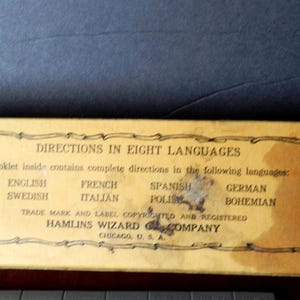 DIRECTIONS IN EIGHT LANGUAGES
oklet inside contains complete directions in the following languages:
ENGLISH FRENCH SPANISH GERMAN
SWEDISH ITALIAN POLISH BOHEMIAN
TRADE MARK AND LABEL COPYRIGHTED AND REGISTERED
HAMLINS WIZARD OIL COMPANY
CHICAGO, U. S. A.